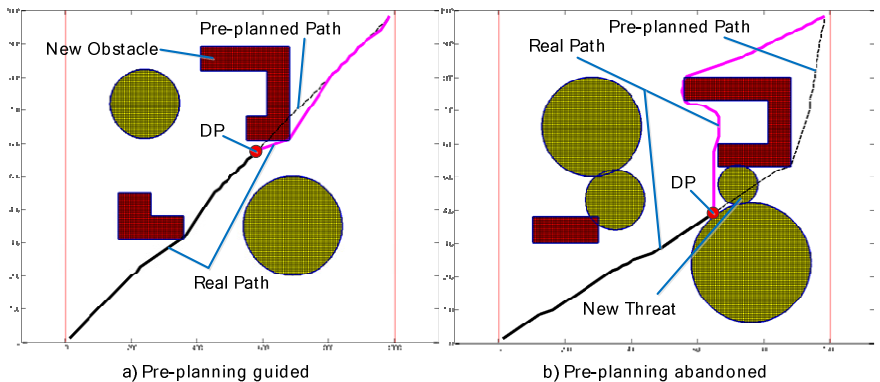 New Obstacle
Pre-planned Path
DP
Real Path
a) Pre-planning guided
Pre-planned Path
Real Path
DP
New Threat
b) Pre-planning abandoned